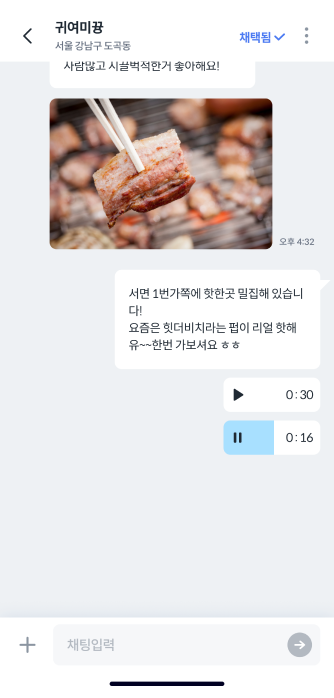 귀여미뀽
서울 강남구 도곡동
채택됨
사람많고 시끌벅적한거 좋아해요!
오후 4:32
서면 1번가쪽에 핫한곳 밀집해 있습니
다!
요즘은 힛더비치라는 펍이 리얼 핫해
유~~한번 가보셔요 ㅎㅎ
0:30
0:16
채팅입력